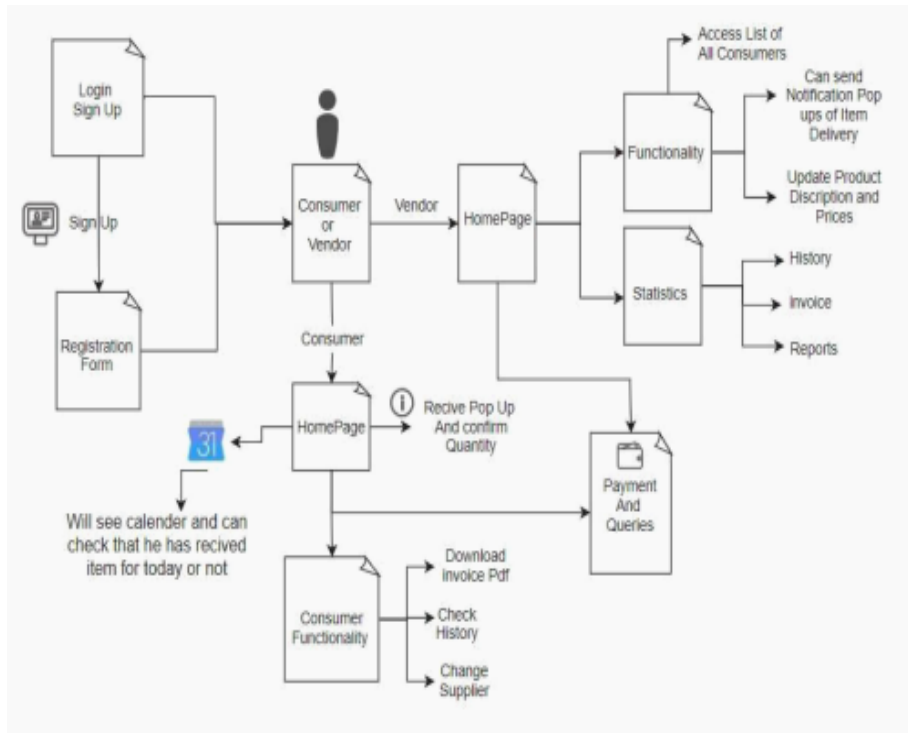 Login
Sign Up
Sign Up
Registration
Form
Consumer
or
Vendor
Vendor
HomePage
Functionality
Access List of
All Consumers
Can send
Notification Pop
ups of Item
Delivery
Update Product
Discription and
Prices
Statistics
History
Invoice
Reports
Consumer
HomePage
Recive Pop Up
And confirm
Quantity
31
Will see calender and can
check that he has recived
item for today or not
Payment
And
Queries
Consumer
Functionality
Download
Invoice Pdf
Check
History
Change
Supplier